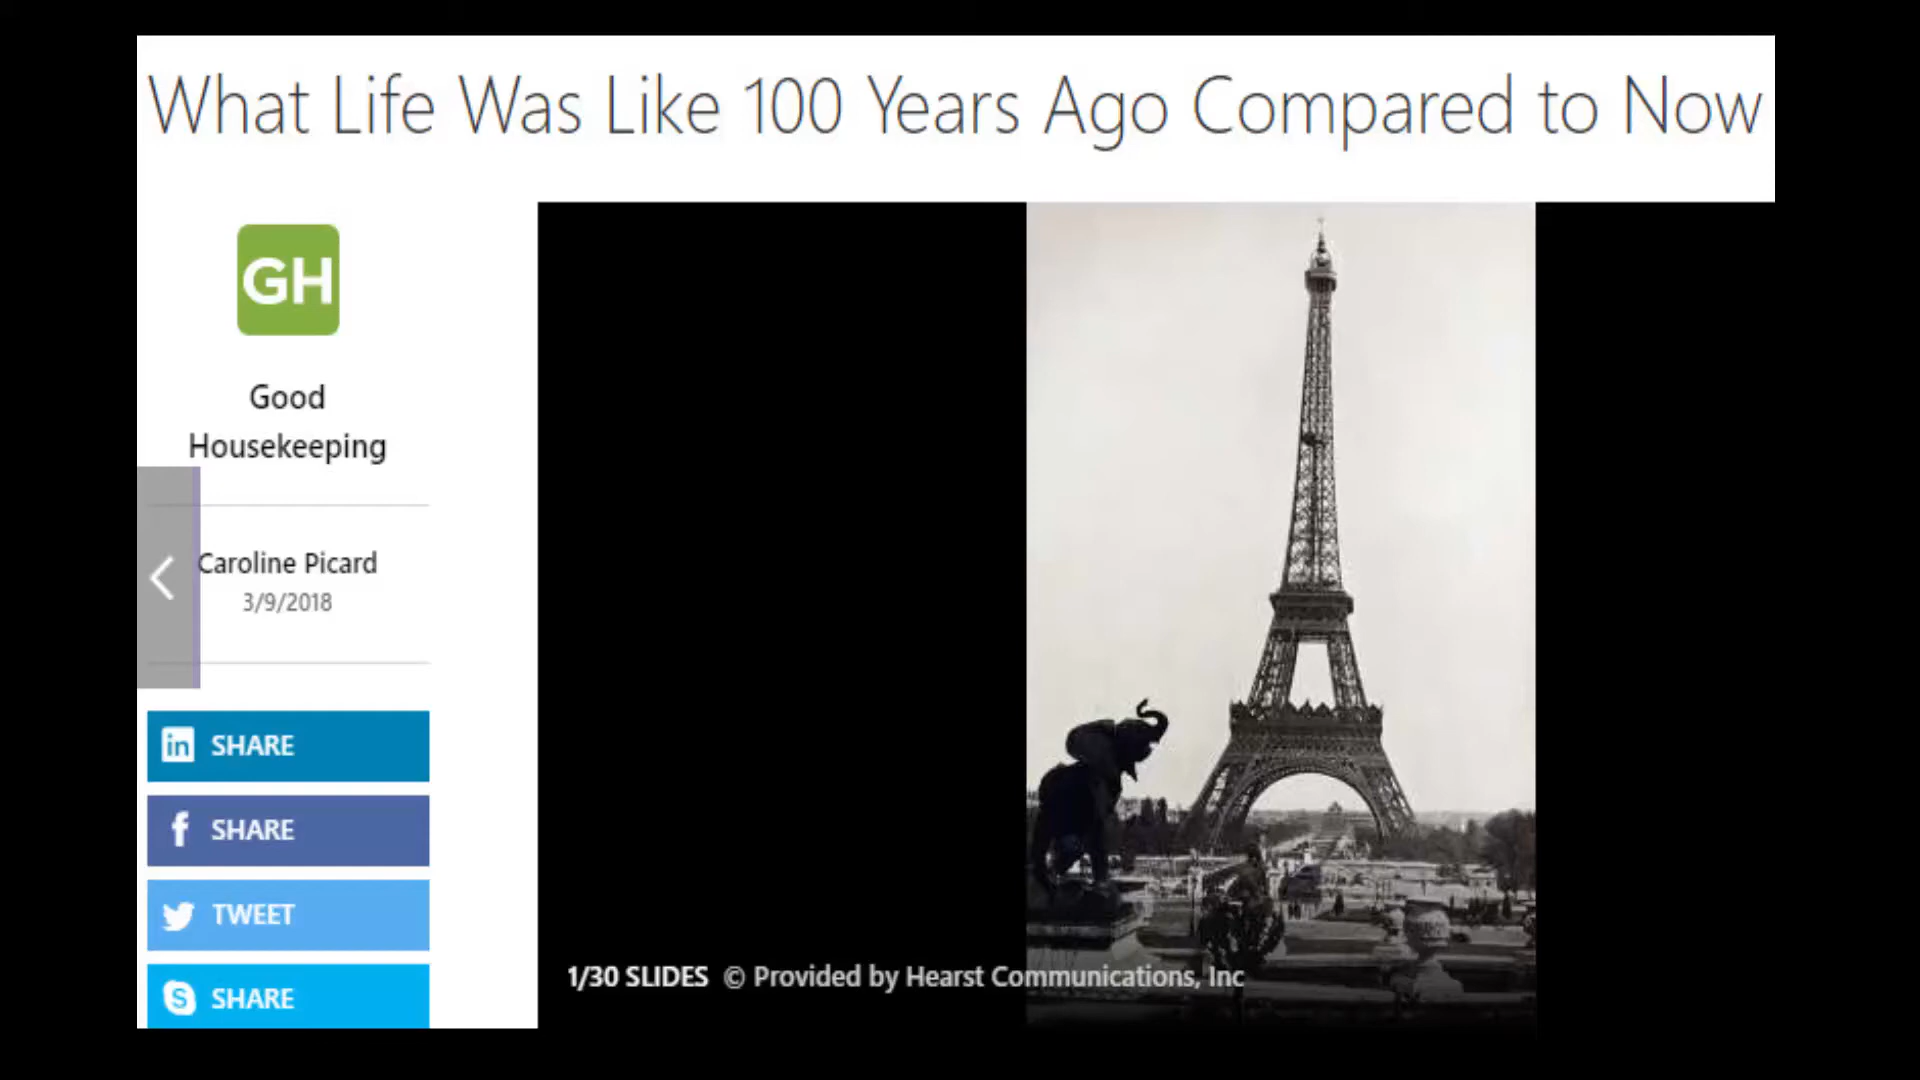 What Life Was Like 100 Years Ago Compared to Now
GH
Good
Housekeeping
Caroline Picard
3/9/2018
in SHARE
f SHARE
TWEET
S SHARE
1/30 SLIDES © Provided by Hearst Communications, Inc